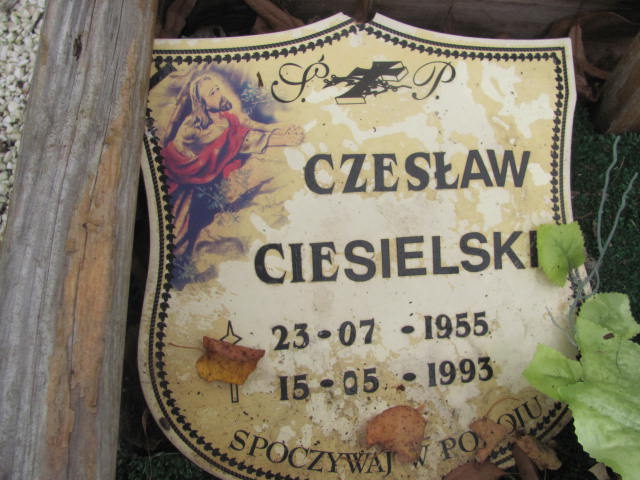 Ś. P.
CZESŁAW
CIESIELSKI
23-07-1955
15-05-1993
SPOCZYWAJ W POKOJU